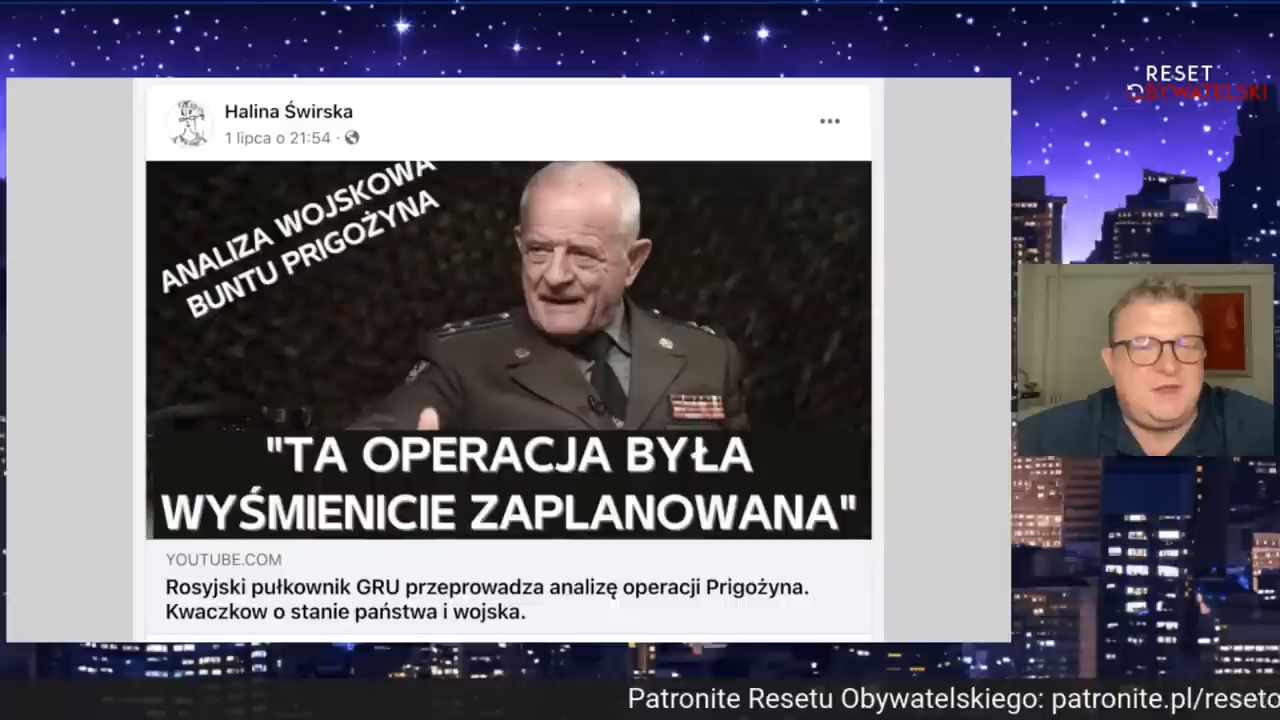 RESET
OBYWATELSKI
Halina Świrska
1 lipca o 21:54
ANALIZA WOJSKOWA
BUNTU PRIGOŻYNA
"TA OPERACJA BYŁA
WYŚMIENICIE ZAPLANOWANA"
YOUTUBE.COM
Rosyjski pułkownik GRU przeprowadza analizę operacji Prigożyna.
Kwaczkow o stanie państwa i wojska.
Patronite Resetu Obywatelskiego: patronite.pl/reseto